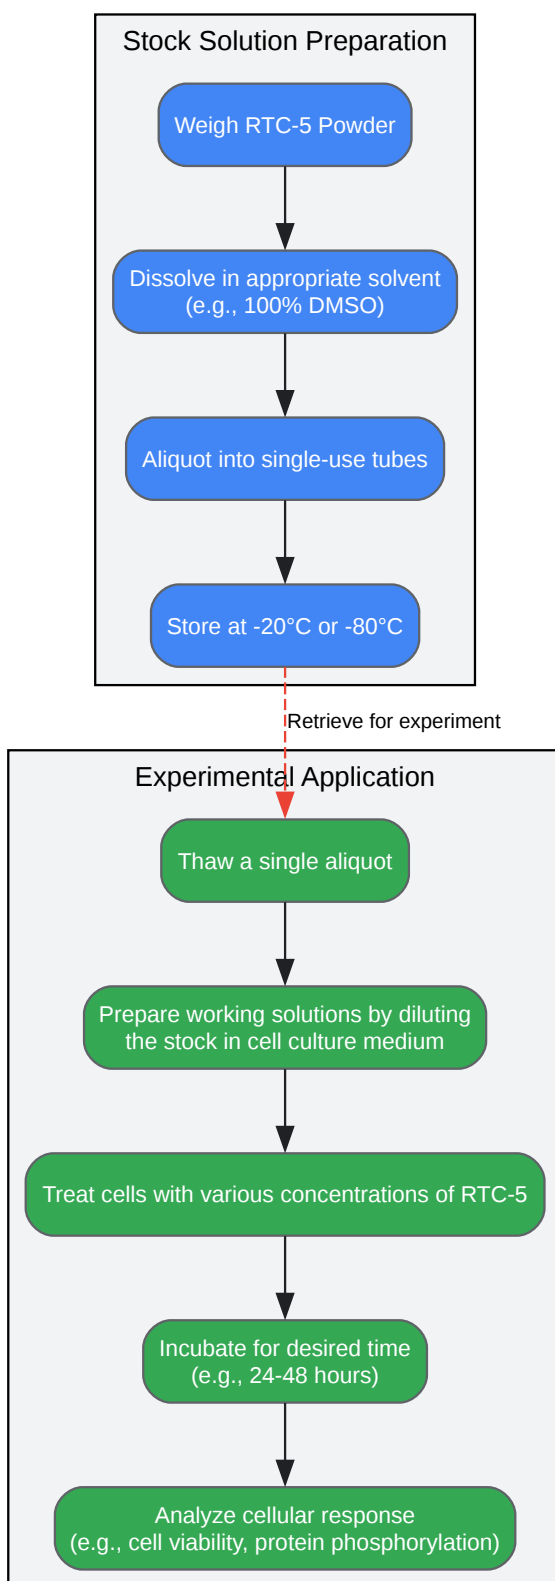 Stock Solution Preparation
Weigh RTC-5 Powder
Dissolve in appropriate solvent
(e.g., 100% DMSO)
Aliquot into single-use tubes
Store at -20°C or -80°C
Retrieve for experiment
Experimental Application
Thaw a single aliquot
Prepare working solutions by diluting
the stock in cell culture medium
Treat cells with various concentrations of RTC-5
Incubate for desired time
(e.g., 24-48 hours)
Analyze cellular response
(e.g., cell viability, protein phosphorylation)